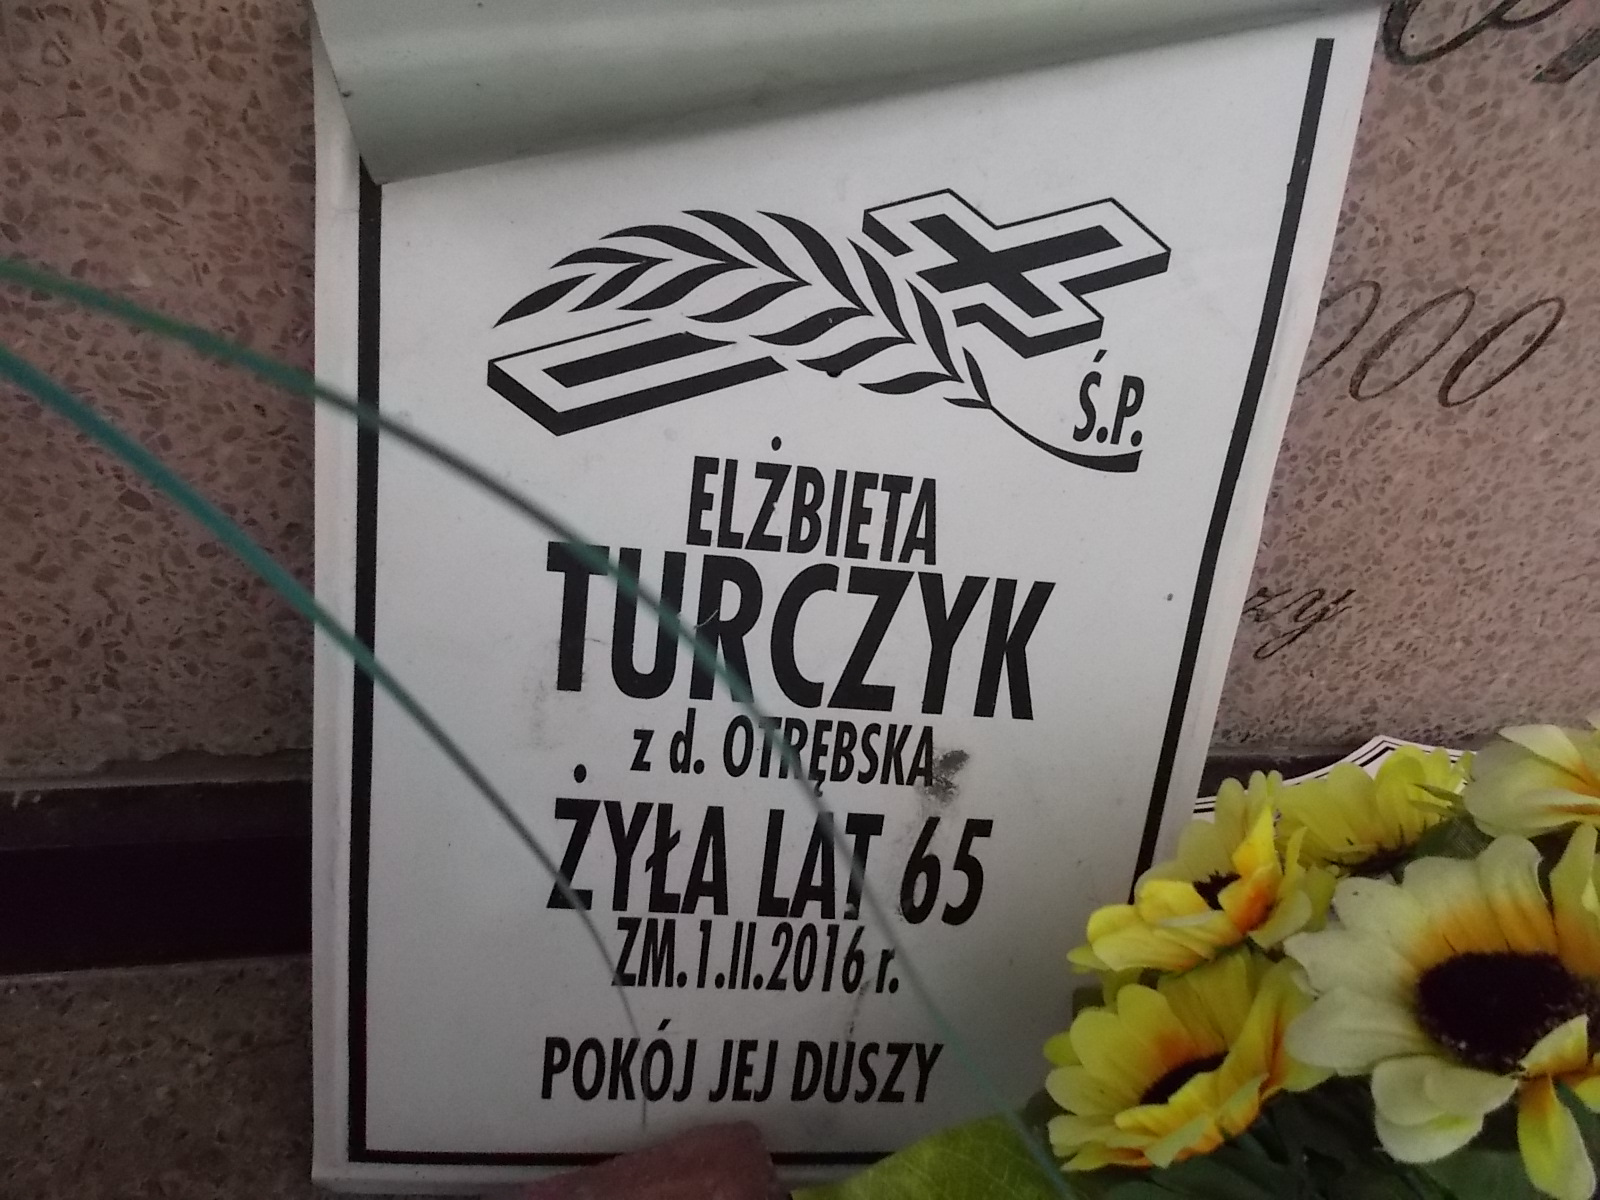 Ś.P.
ELŻBIETA
TURCZYK
z d. OTRĘBSKA
ŻYŁA LAT 65
ZM.1.II.2016 r.
POKÓJ JEJ DUSZY